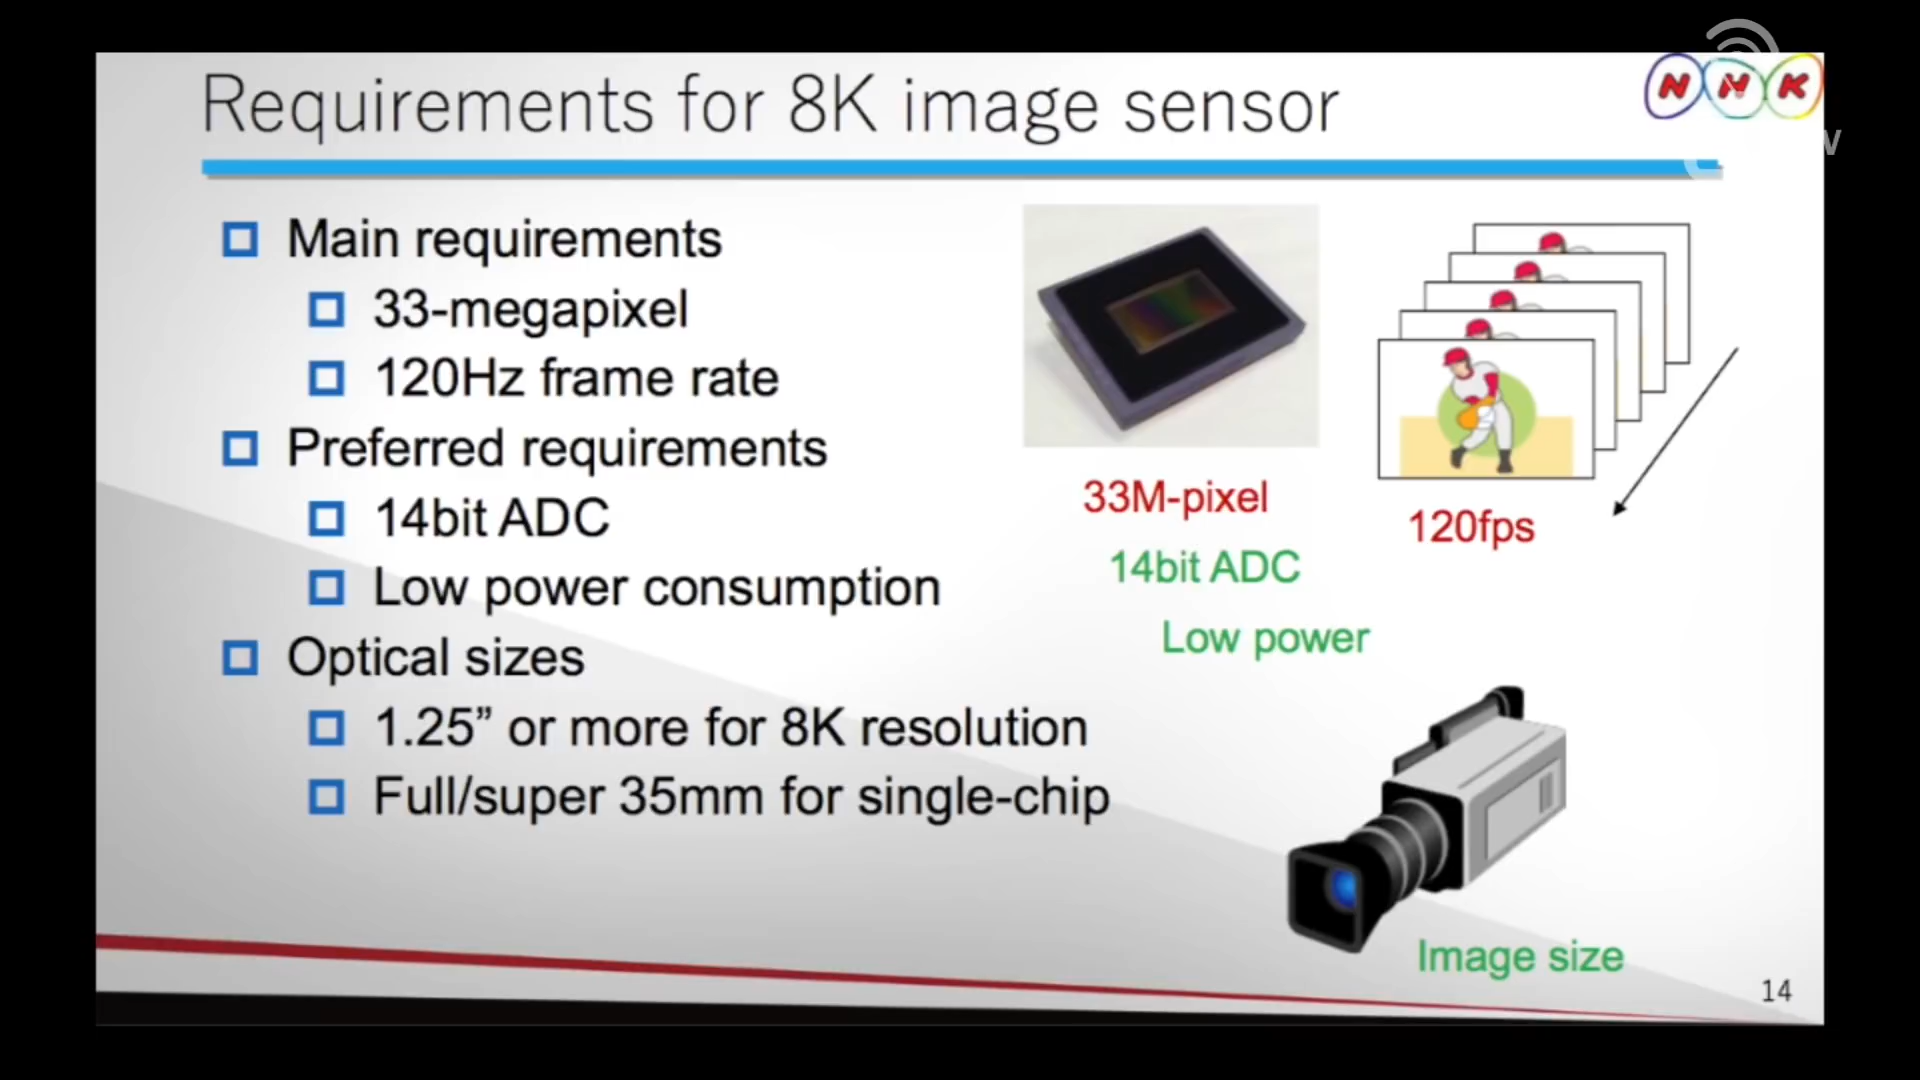 Requirements for 8K image sensor
NHK
Main requirements
33-megapixel
120Hz frame rate
Preferred requirements
14bit ADC
Low power consumption
Optical sizes
1.25” or more for 8K resolution
Full/super 35mm for single-chip
33M-pixel
120fps
14bit ADC
Low power
Image size
14